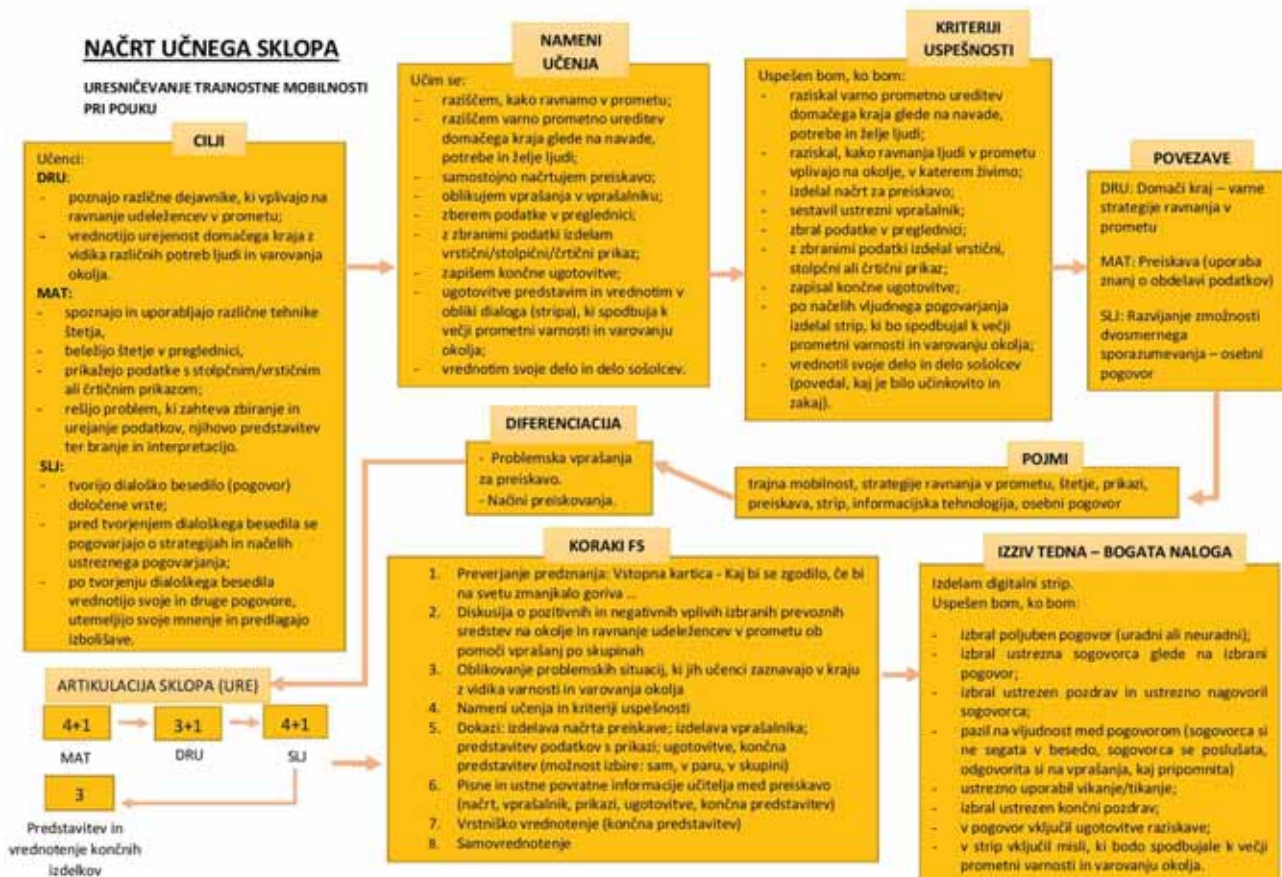 NAČRT UČNEGA SKLOPA
URESNIČEVANJE TRAJNOSTNE MOBILNOSTI
PRI POUKU
CILJI
Učenci:
DRU:
- poznajo različne dejavnike, ki vplivajo na
ravnanje udeležencev v prometu;
- vrednotijo urejenost domačega kraja z
vidika različnih potreb ljudi in varovanja
okolja.
MAT:
- spoznajo in uporabljajo različne tehnike
štetja,
- beležijo štetje v preglednici,
- prikažejo podatke s stolpčnim/vrstičnim
ali črtičnim prikazom;
- rešijo problem, ki zahteva zbiranje in
urejanje podatkov, njihovo predstavitev
ter branje in interpretacijo.
SLJ:
- tvorijo dialoško besedilo (pogovor)
določene vrste;
- pred tvorjenjem dialoškega besedila se
pogovarjajo o strategijah in načelih
ustreznega pogovarjanja;
- po tvorjenju dialoškega besedila
vrednotijo svoje in druge pogovore,
utemeljijo svoje mnenje in predlagajo
izboljšave.
NAMENI
UČENJA
Učim se:
- raziščem, kako ravnamo v prometu;
- raziščem varno prometno ureditev
domačega kraja glede na navade,
potrebe in želje ljudi;
- samostojno načrtujem preiskavo;
- oblikujem vprašanja v vprašalniku;
- zberem podatke v preglednici;
- z zbranimi podatki izdelam
vrstični/stolpični/črtični prikaz;
- zapišem končne ugotovitve;
- ugotovitve predstavim in vrednotim v
obliki dialoga (stripa), ki spodbuja k
večji prometni varnosti in varovanju
okolja;
- vrednotim svoje delo in delo sošolcev.
KRITERIJI
USPEŠNOSTI
Uspešen bom, ko bom:
- raziskal varno prometno ureditev
domačega kraja glede na navade,
potrebe in želje ljudi;
- raziskal, kako ravnanja ljudi v prometu
vplivajo na okolje, v katerem živimo;
- izdelal načrt za preiskavo;
- sestavil ustrezni vprašalnik;
- zbral podatke v preglednici;
- z zbranimi podatki izdelal vrstični,
stolpčni ali črtični prikaz;
- zapisal končne ugotovitve;
- po načelih vljudnega pogovarjanja
izdelal strip, ki bo spodbujal k večji
prometni varnosti in varovanju okolja;
- vrednotil svoje delo in delo sošolcev
(povedal, kaj je bilo učinkovito in
zakaj).
POVEZAVE
DRU: Domači kraj – varne
strategije ravnanja v
prometu
MAT: Preiskava (uporaba
znanj o obdelavi podatkov)
SLJ: Razvijanje zmožnosti
dvosmernega
sporazumevanja – osebni
pogovor
POJMI
trajna mobilnost, strategije ravnanja v prometu, štetje, prikazi,
preiskava, strip, informacijska tehnologija, osebni pogovor
DIFERENCIACIJA
- Problemska vprašanja
za preiskavo.
- Načini preiskovanja.
ARTIKULACIJA SKLOPA (URE)
4+1 3+1 4+1
MAT DRU SLJ
3
Predstavitev in
vrednotenje končnih
izdelkov
KORAKI FS
1. Preverjanje predznanja: Vstopna kartica - Kaj bi se zgodilo, če bi
na svetu zmanjkalo goriva ...
2. Diskusija o pozitivnih in negativnih vplivih izbranih prevoznih
sredstev na okolje in ravnanje udeležencev v prometu ob
pomoči vprašanj po skupinah
3. Oblikovanje problemskih situacij, ki jih učenci zaznavajo v kraju
z vidika varnosti in varovanja okolja
4. Nameni učenja in kriteriji uspešnosti
5. Dokazi: izdelava načrta preiskave; izdelava vprašalnika;
predstavitev podatkov s prikazi; ugotovitve, končna
predstavitev (možnost izbire: sam, v paru, v skupini)
6. Pisne in ustne povratne informacije učitelja med preiskavo
(načrt, vprašalnik, prikazi, ugotovitve, končna predstavitev)
7. Vrstniško vrednotenje (končna predstavitev)
8. Samovrednotenje
IZZIV TEDNA – BOGATA NALOGA
Izdelam digitalni strip.
Uspešen bom, ko bom:
- izbral poljuben pogovor (uradni ali neuradni);
- izbral ustrezna sogovorca glede na izbrani
pogovor;
- izbral ustrezen pozdrav in ustrezno nagovoril
sogovorca;
- pazil na vljudnost med pogovorom (sogovorca si
ne segata v besedo, sogovorca se poslušata,
odgovorita si na vprašanja, kaj pripomnita)
- ustrezno uporabil vikanje/tikanje;
- izbral ustrezen končni pozdrav;
- v pogovor vključil ugotovitve raziskave;
- v strip vključil misli, ki bodo spodbujale k večji
prometni varnosti in varovanju okolja.